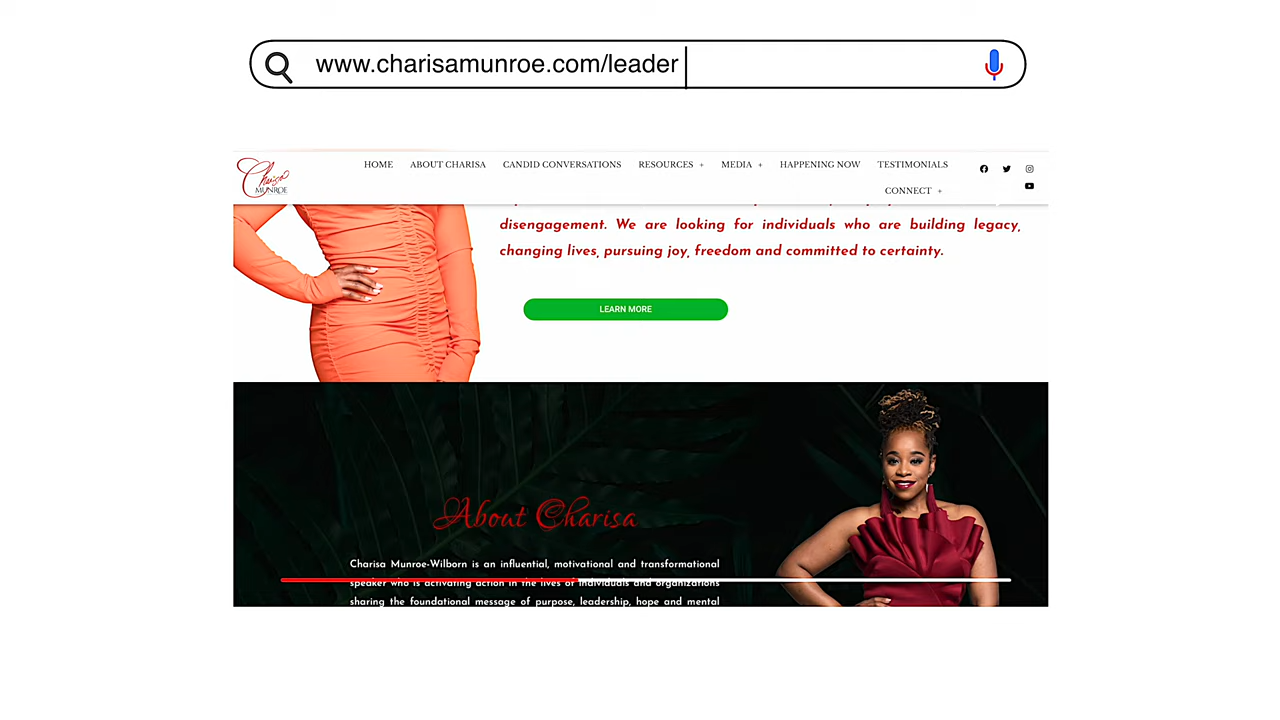 www.charisamunroe.com/leader
Charisa
MUNROE
HOME ABOUT CHARISA CANDID CONVERSATIONS RESOURCES + MEDIA + HAPPENING NOW TESTIMONIALS
CONNECT +
disengagement. We are looking for individuals who are building legacy,
changing lives, pursuing joy, freedom and committed to certainty.
LEARN MORE
About Charisa
Charisa Munroe-Wilborn is an influential, motivational and transformational
speaker who is activating action in the lives of individuals and organizations
sharing the foundational message of purpose, leadership, hope and mental